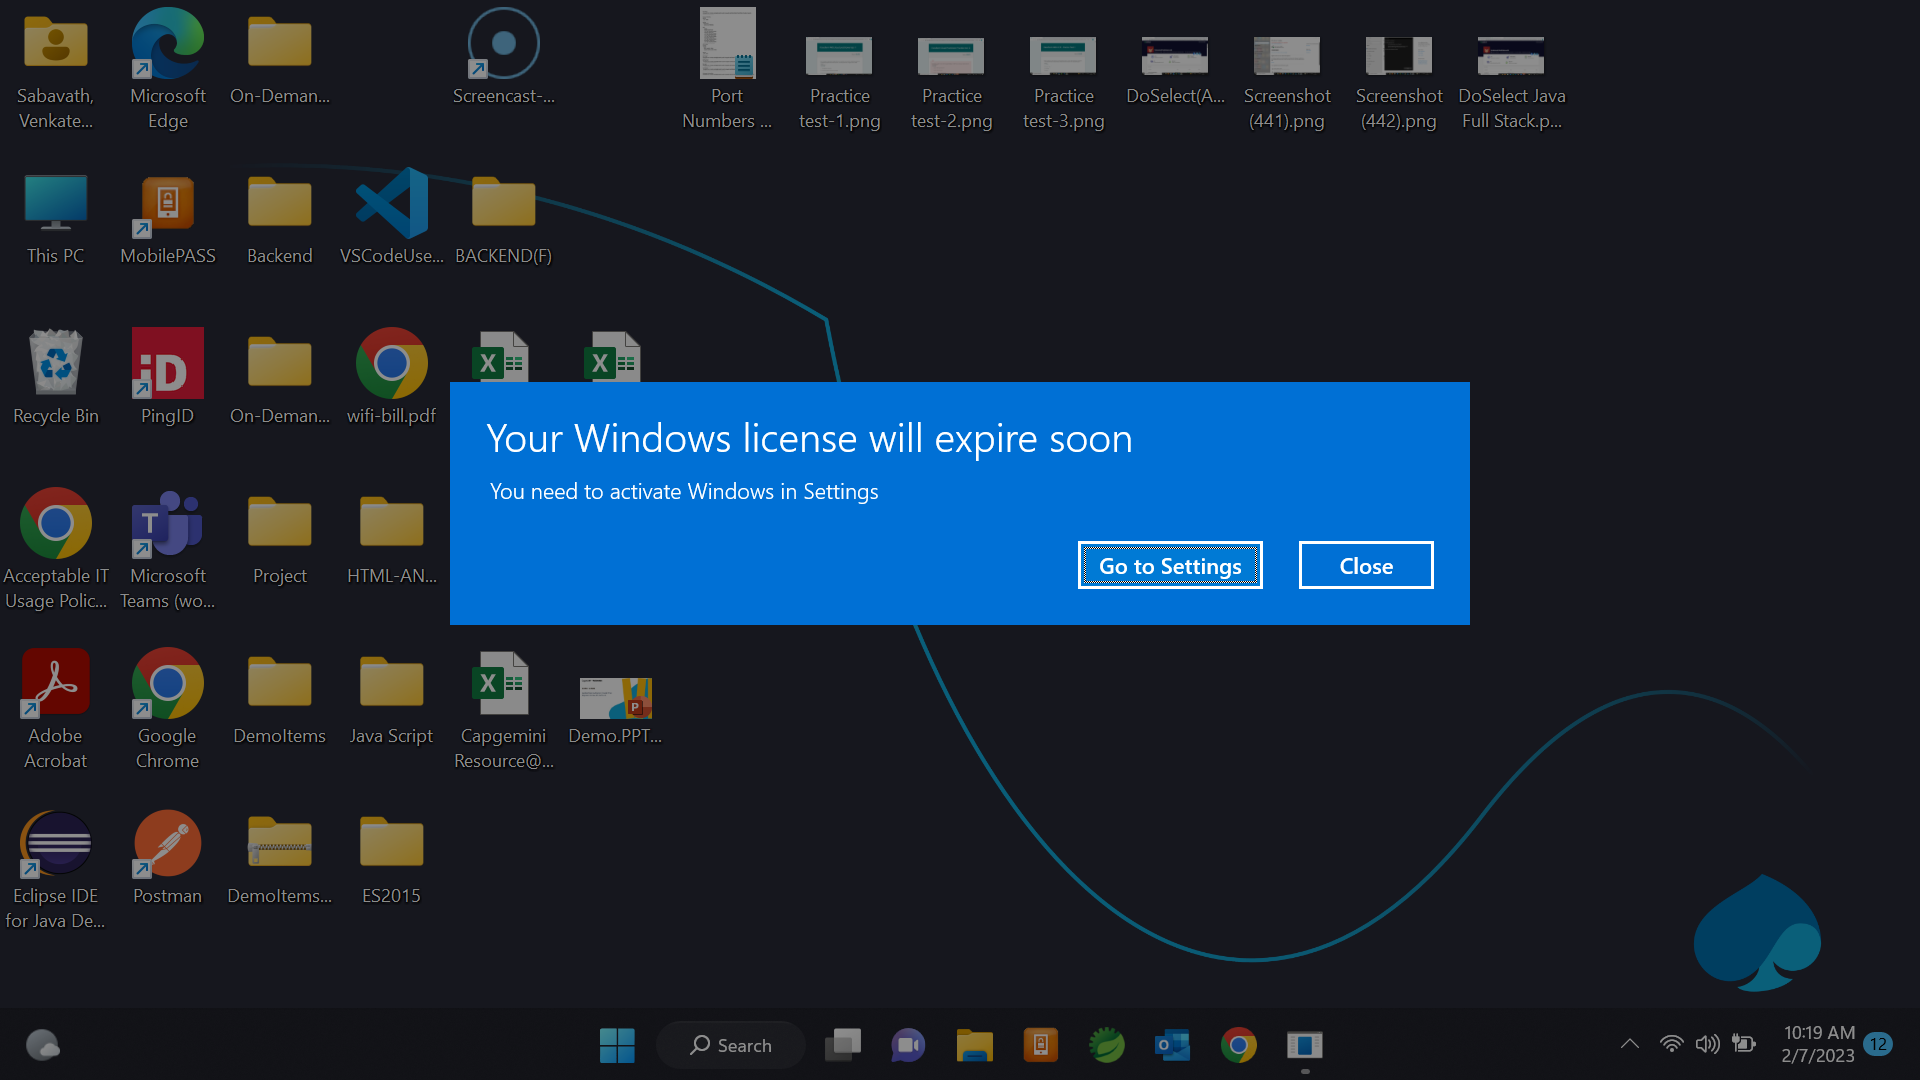 Sabavath,
Venkate...
Microsoft
Edge
On-Deman...
Screencast-...
Port
Numbers ...
Practice
test-1.png
Practice
test-2.png
Practice
test-3.png
DoSelect(A...
Screenshot
(441).png
Screenshot
(442).png
DoSelect Java
Full Stack.p...
This PC
MobilePASS
Backend
VSCodeUse...
BACKEND(F)
Recycle Bin
PingID
On-Deman...
wifi-bill.pdf
Your Windows license will expire soon
You need to activate Windows in Settings
Go to Settings
Close
Acceptable IT
Usage Polic...
Microsoft
Teams (wo...
Project
HTML-AN...
Adobe
Acrobat
Google
Chrome
DemoItems
Java Script
Capgemini
Resource@...
Demo.PPT...
Eclipse IDE
for Java De...
Postman
DemoItems...
ES2015
Search
10:19 AM
2/7/2023
12